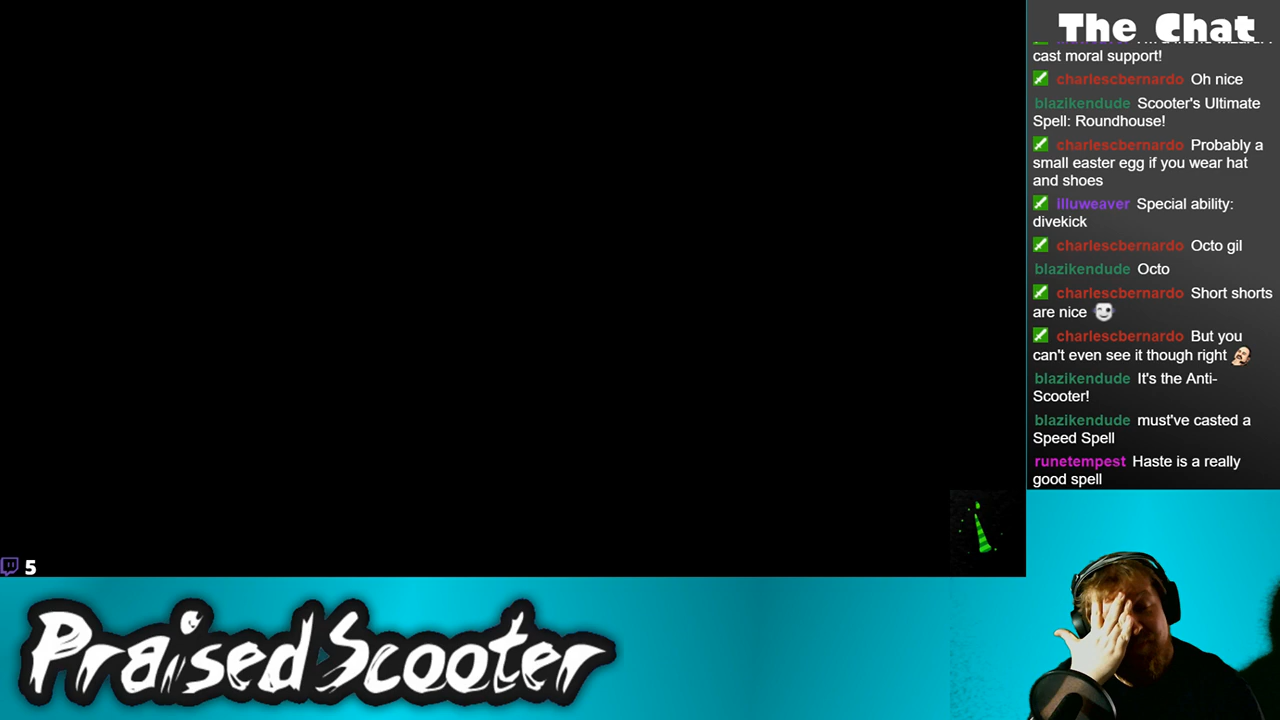 The Chat
cast moral support!
charlescbernardo Oh nice
blazikendude Scooter's Ultimate
Spell: Roundhouse!
charlescbernardo Probably a
small easter egg if you wear hat
and shoes
illuweaver Special ability:
divekick
charlescbernardo Octo gil
blazikendude Octo
charlescbernardo Short shorts
are nice
charlescbernardo But you
can't even see it though right
blazikendude It's the Anti-
Scooter!
blazikendude must've casted a
Speed Spell
runetempest Haste is a really
good spell
5
PraisedScooter